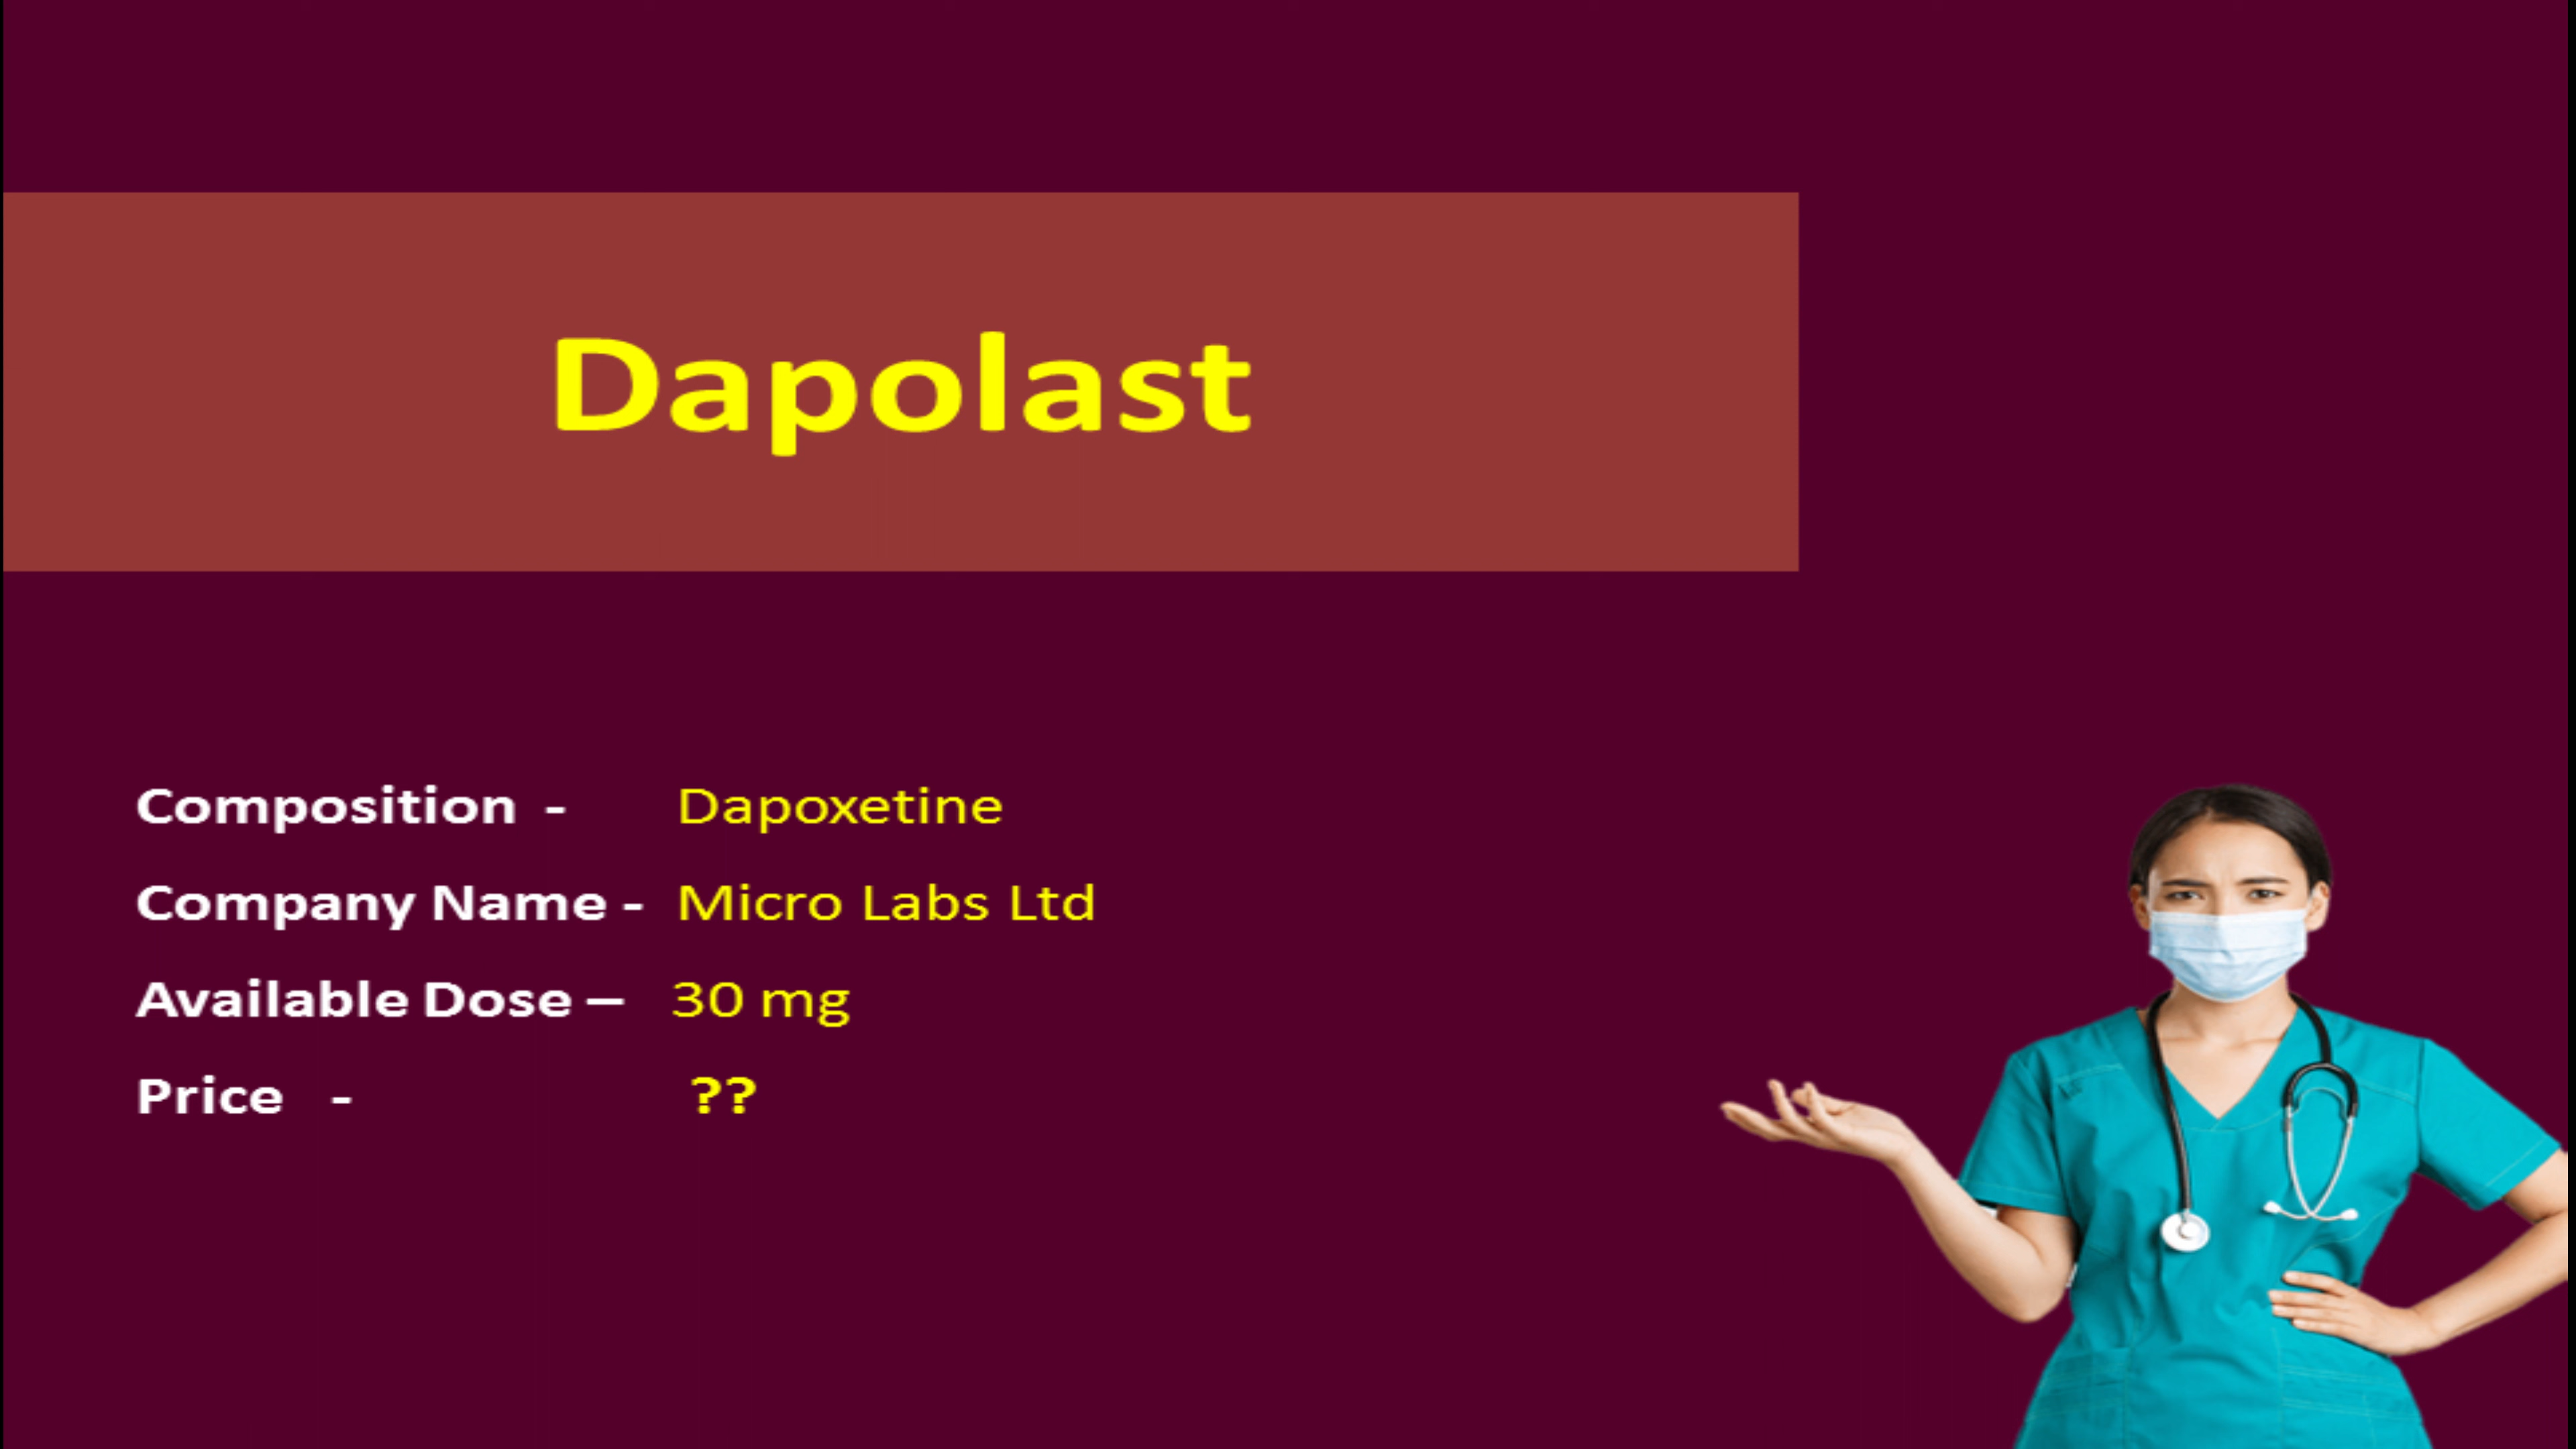 Dapolast
Composition - Dapoxetine
Company Name - Micro Labs Ltd
Available Dose – 30 mg
Price - ??